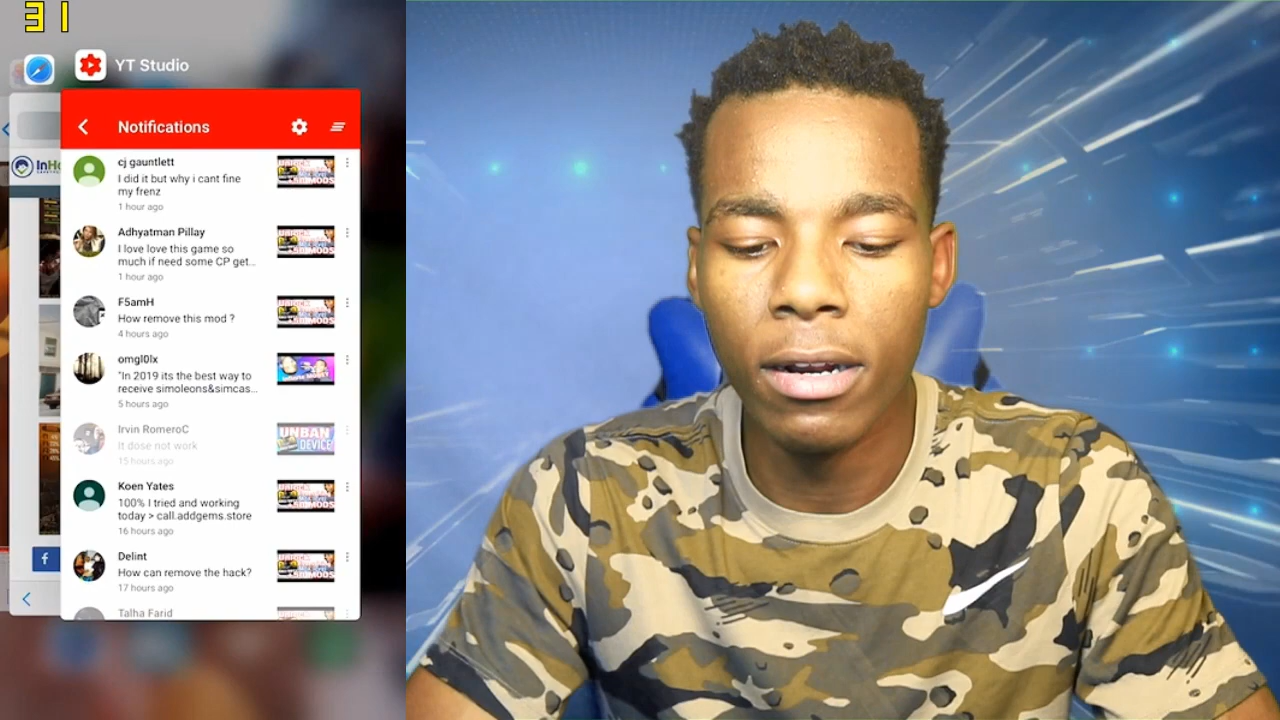 31
YT Studio
Notifications
cj gauntlett
I did it but why i cant fine
my frenz
1 hour ago
Adhyatman Pillay
I love love this game so
much if need some CP get...
1 hour ago
F5amH
How remove this mod ?
4 hours ago
omgl0lx
"In 2019 its the best way to
receive simoleons&simcas...
5 hours ago
Irvin RomeroC
It dose not work
15 hours ago
UNBAN
DEVICE
Koen Yates
100% I tried and working
today > call.addgems.store
16 hours ago
Delint
How can remove the hack?
17 hours ago
Talha Farid